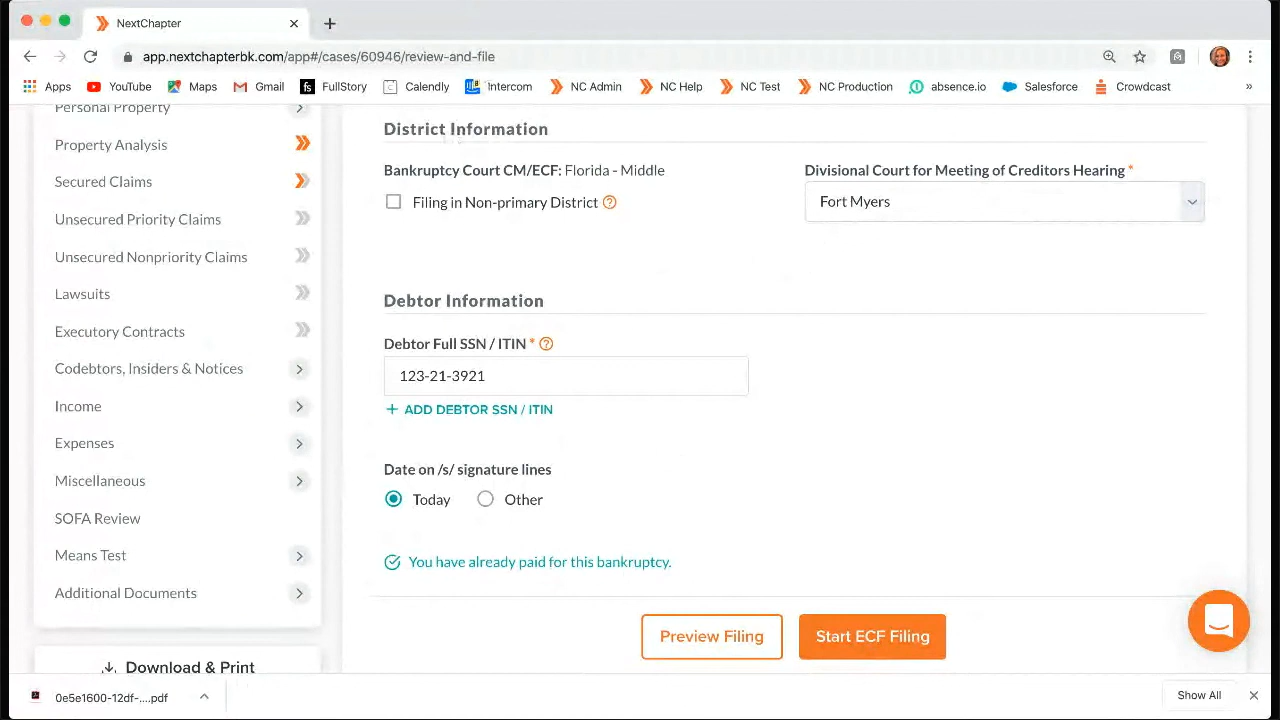 NextChapter
app.nextchapterbk.com/app#/cases/60946/review-and-file
Apps YouTube Maps Gmail FullStory Calendly Intercom NC Admin NC Help NC Test NC Production absence.io Salesforce Crowdcast »
Personal Property
Property Analysis
Secured Claims
Unsecured Priority Claims
Unsecured Nonpriority Claims
Lawsuits
Executory Contracts
Codebtors, Insiders & Notices
Income
Expenses
Miscellaneous
SOFA Review
Means Test
Additional Documents
Download & Print
District Information
Bankruptcy Court CM/ECF: Florida - Middle
Filing in Non-primary District
Divisional Court for Meeting of Creditors Hearing *
Fort Myers
Debtor Information
Debtor Full SSN / ITIN *
123-21-3921
+ ADD DEBTOR SSN / ITIN
Date on /s/ signature lines
Today Other
You have already paid for this bankruptcy.
Preview Filing Start ECF Filing
0e5e1600-12df-....pdf
Show All